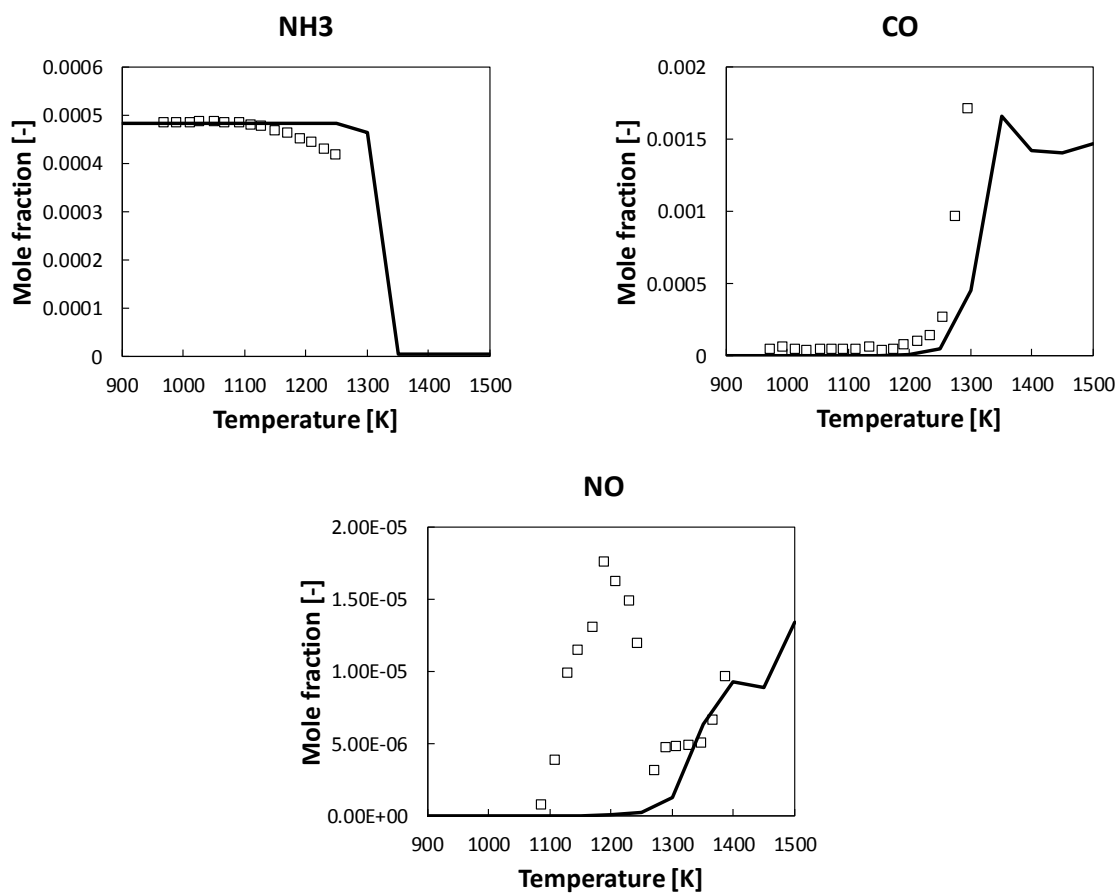 NH3
0.0006
0.0005
0.0004
0.0003
0.0002
0.0001
0
900 1000 1100 1200 1300 1400 1500
Mole fraction [-]
Temperature [K]
CO
0.002
0.0015
0.001
0.0005
0
900 1000 1100 1200 1300 1400 1500
Mole fraction [-]
Temperature [K]
NO
2.00E-05
1.50E-05
1.00E-05
5.00E-06
0.00E+00
900 1000 1100 1200 1300 1400 1500
Mole fraction [-]
Temperature [K]